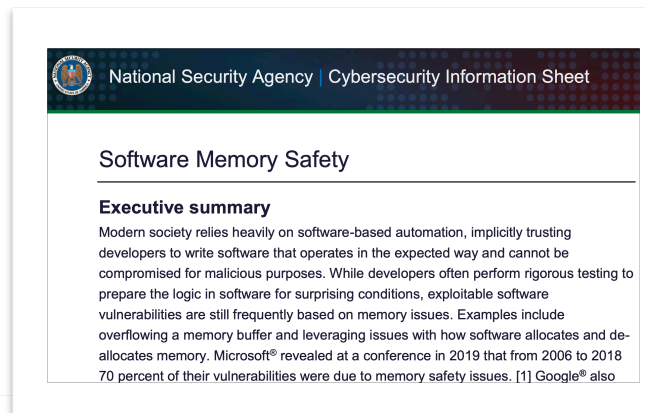 National Security Agency | Cybersecurity Information Sheet
Software Memory Safety
Executive summary
Modern society relies heavily on software-based automation, implicitly trusting
developers to write software that operates in the expected way and cannot be
compromised for malicious purposes. While developers often perform rigorous testing to
prepare the logic in software for surprising conditions, exploitable software
vulnerabilities are still frequently based on memory issues. Examples include
overflowing a memory buffer and leveraging issues with how software allocates and de-
allocates memory. Microsoft® revealed at a conference in 2019 that from 2006 to 2018
70 percent of their vulnerabilities were due to memory safety issues. [1] Google® also